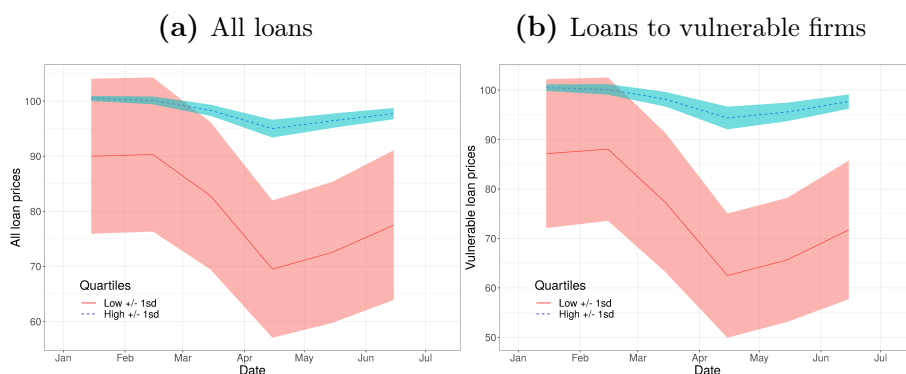 (a) All loans
All loan prices
100
90
80
70
60
Quartiles
Low +/- 1sd
High +/- 1sd
Jan Feb Mar Apr May Jun Jul
Date
(b) Loans to vulnerable firms
Vulnerable loan prices
100
90
80
70
60
50
Quartiles
Low +/- 1sd
High +/- 1sd
Jan Feb Mar Apr May Jun Jul
Date